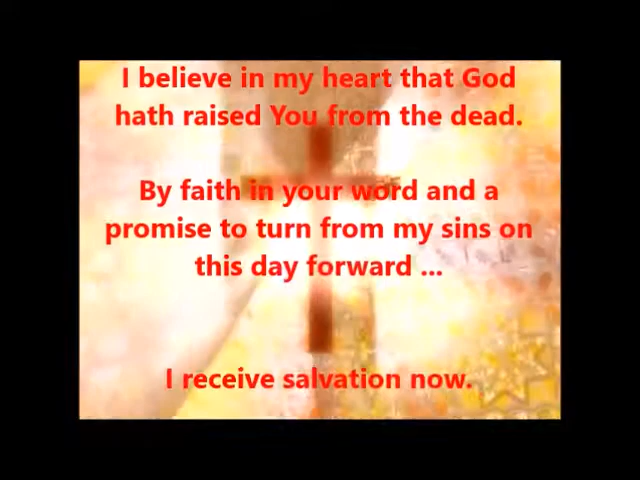 I believe in my heart that God
hath raised You from the dead.
By faith in your word and a
promise to turn from my sins on
this day forward ...
I receive salvation now.